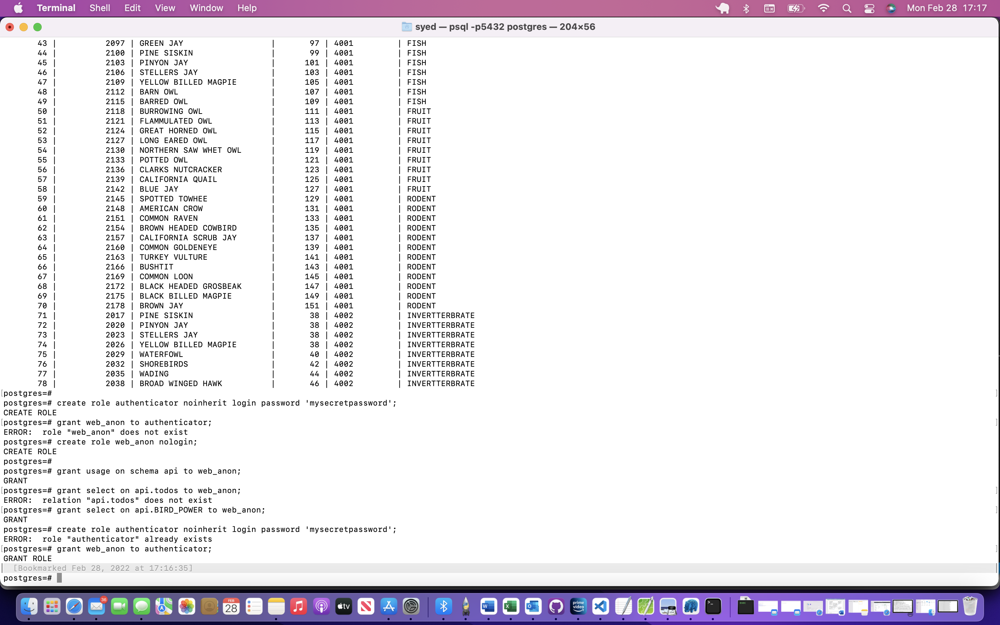 Terminal Shell Edit View Window Help Mon Feb 28 17:17
syed — psql -p5432 postgres — 204×56
43 | 2097 | GREEN JAY | 97 | 4001 | FISH
44 | 2100 | PINE SISKIN | 99 | 4001 | FISH
45 | 2103 | PINYON JAY | 101 | 4001 | FISH
46 | 2106 | STELLERS JAY | 103 | 4001 | FISH
47 | 2109 | YELLOW BILLED MAGPIE | 105 | 4001 | FISH
48 | 2112 | BARN OWL | 107 | 4001 | FISH
49 | 2115 | BARRED OWL | 109 | 4001 | FISH
50 | 2118 | BURROWING OWL | 111 | 4001 | FRUIT
51 | 2121 | FLAMMULATED OWL | 113 | 4001 | FRUIT
52 | 2124 | GREAT HORNED OWL | 115 | 4001 | FRUIT
53 | 2127 | LONG EARED OWL | 117 | 4001 | FRUIT
54 | 2130 | NORTHERN SAW WHET OWL | 119 | 4001 | FRUIT
55 | 2133 | POTTED OWL | 121 | 4001 | FRUIT
56 | 2136 | CLARKS NUTCRACKER | 123 | 4001 | FRUIT
57 | 2139 | CALIFORNIA QUAIL | 125 | 4001 | FRUIT
58 | 2142 | BLUE JAY | 127 | 4001 | FRUIT
59 | 2145 | SPOTTED TOWHEE | 129 | 4001 | RODENT
60 | 2148 | AMERICAN CROW | 131 | 4001 | RODENT
61 | 2151 | COMMON RAVEN | 133 | 4001 | RODENT
62 | 2154 | BROWN HEADED COWBIRD | 135 | 4001 | RODENT
63 | 2157 | CALIFORNIA SCRUB JAY | 137 | 4001 | RODENT
64 | 2160 | COMMON GOLDENEYE | 139 | 4001 | RODENT
65 | 2163 | TURKEY VULTURE | 141 | 4001 | RODENT
66 | 2166 | BUSHTIT | 143 | 4001 | RODENT
67 | 2169 | COMMON LOON | 145 | 4001 | RODENT
68 | 2172 | BLACK HEADED GROSBEAK | 147 | 4001 | RODENT
69 | 2175 | BLACK BILLED MAGPIE | 149 | 4001 | RODENT
70 | 2178 | BROWN JAY | 151 | 4001 | RODENT
71 | 2017 | PINE SISKIN | 38 | 4002 | INVERTTERBRATE
72 | 2020 | PINYON JAY | 38 | 4002 | INVERTTERBRATE
73 | 2023 | STELLERS JAY | 38 | 4002 | INVERTTERBRATE
74 | 2026 | YELLOW BILLED MAGPIE | 38 | 4002 | INVERTTERBRATE
75 | 2029 | WATERFOWL | 40 | 4002 | INVERTTERBRATE
76 | 2032 | SHOREBIRDS | 42 | 4002 | INVERTTERBRATE
77 | 2035 | WADING | 44 | 4002 | INVERTTERBRATE
78 | 2038 | BROAD WINGED HAWK | 46 | 4002 | INVERTTERBRATE
[postgres=# ]
postgres=# create role authenticator noinherit login password 'mysecretpassword';
CREATE ROLE
[postgres=# grant web_anon to authenticator; ]
ERROR:  role "web_anon" does not exist
postgres=# create role web_anon nologin;
CREATE ROLE
postgres=#
postgres=# grant usage on schema api to web_anon;
GRANT
[postgres=# grant select on api.todos to web_anon; ]
ERROR:  relation "api.todos" does not exist
[postgres=# grant select on api.BIRD_POWER to web_anon; ]
GRANT
postgres=# create role authenticator noinherit login password 'mysecretpassword';
ERROR:  role "authenticator" already exists
[postgres=# grant web_anon to authenticator; ]
GRANT ROLE
[Bookmarked Feb 28, 2022 at 17:16:35]
postgres=#
36
FEB
28
tv
W
X
O
prime video
>_
exec